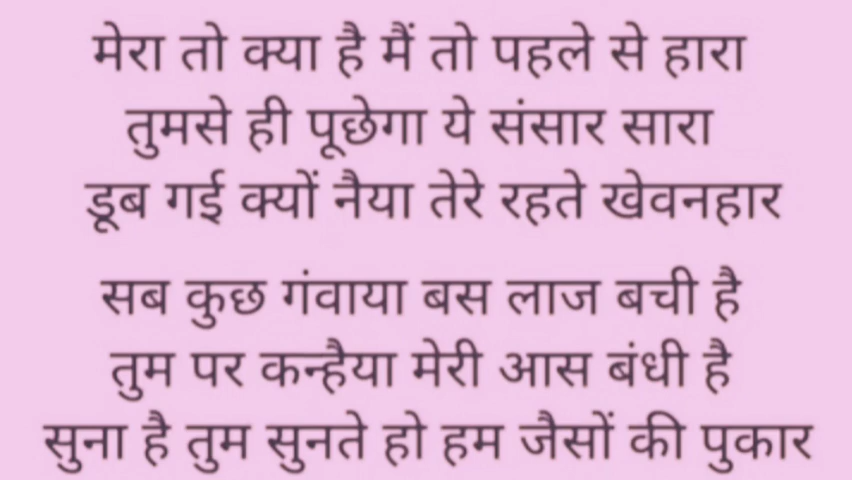 मेरा तो क्या है मैं तो पहले से हारा
तुमसे ही पूछेगा ये संसार सारा
डूब गई क्यों नैया तेरे रहते खेवनहार
सब कुछ गंवाया बस लाज बची है
तुम पर कन्हैया मेरी आस बंधी है
सुना है तुम सुनते हो हम जैसों की पुकार